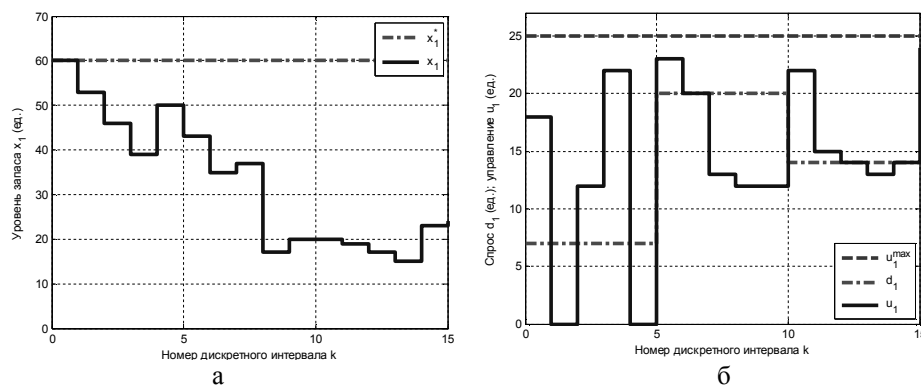 70
60
50
40
30
20
10
0
Уровень запаса x₁ (ед.)
x₁*
x₁
0 5 10 15
Номер дискретного интервала k
а
25
20
15
10
5
0
Спрос d₁ (ед.); управление u₁ (ед.)
u₁ᵐᵃˣ
d₁
u₁
0 5 10 15
Номер дискретного интервала k
б